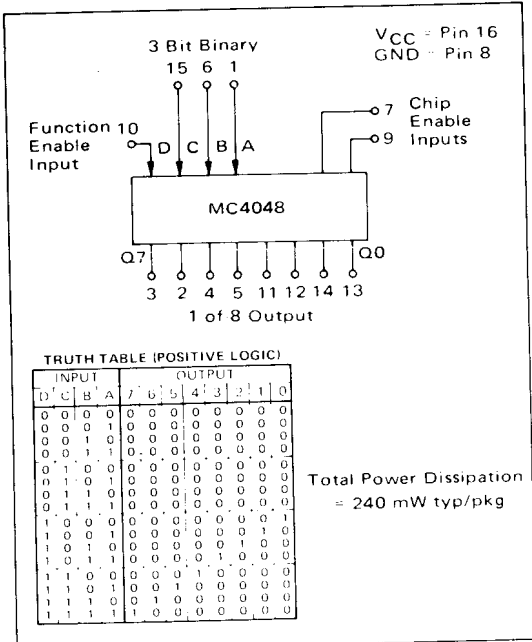 3 Bit Binary
15 6 1
VCC = Pin 16
GND = Pin 8
Function 10
Enable
Input
D C B A
7 Chip
Enable
9 Inputs
MC4048
Q7 Q0
3 2 4 5 11 12 14 13
1 of 8 Output
TRUTH TABLE (POSITIVE LOGIC)
INPUT OUTPUT
D C B A 7 6 5 4 3 2 1 0
0 0 0 0 0 0 0 0 0 0 0 0
0 0 0 1 0 0 0 0 0 0 0 0
0 0 1 0 0 0 0 0 0 0 0 0
0 0 1 1 0 0 0 0 0 0 0 0
0 1 0 0 0 0 0 0 0 0 0 0
0 1 0 1 0 0 0 0 0 0 0 0
0 1 1 0 0 0 0 0 0 0 0 0
0 1 1 1 0 0 0 0 0 0 0 0
1 0 0 0 0 0 0 0 0 0 0 1
1 0 0 1 0 0 0 0 0 0 1 0
1 0 1 0 0 0 0 0 0 1 0 0
1 0 1 1 0 0 0 0 1 0 0 0
1 1 0 0 0 0 0 1 0 0 0 0
1 1 0 1 0 0 1 0 0 0 0 0
1 1 1 0 0 1 0 0 0 0 0 0
1 1 1 1 1 0 0 0 0 0 0 0
Total Power Dissipation
= 240 mW typ/pkg